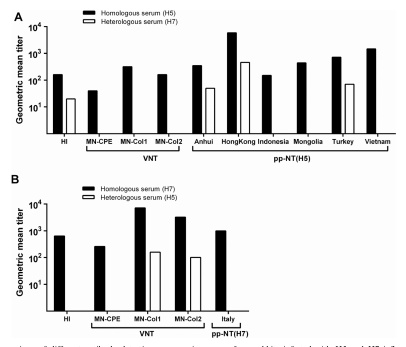 A
Homologous serum (H5)
Heterologous serum (H7)
Geometric mean titer
10⁴
10³
10²
10¹
HI MN-CPE MN-Col1 MN-Col2 Anhui HongKong Indonesia Mongolia Turkey Vietnam
VNT pp-NT(H5)
B
Homologous serum (H7)
Heterologous serum (H5)
Geometric mean titer
10⁴
10³
10²
10¹
10⁰
HI MN-CPE MN-Col1 MN-Col2 Italy
VNT pp-NT(H7)